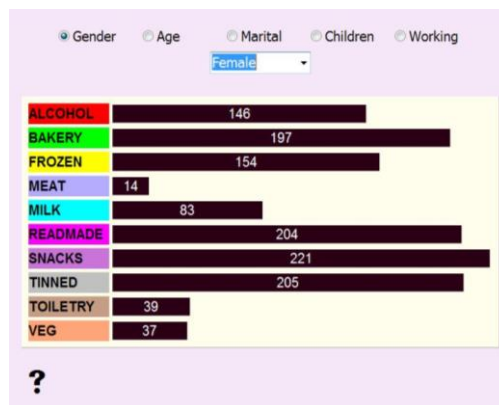 Gender Age Marital Children Working
Female
ALCOHOL 146
BAKERY 197
FROZEN 154
MEAT 14
MILK 83
READMADE 204
SNACKS 221
TINNED 205
TOILETRY 39
VEG 37
?